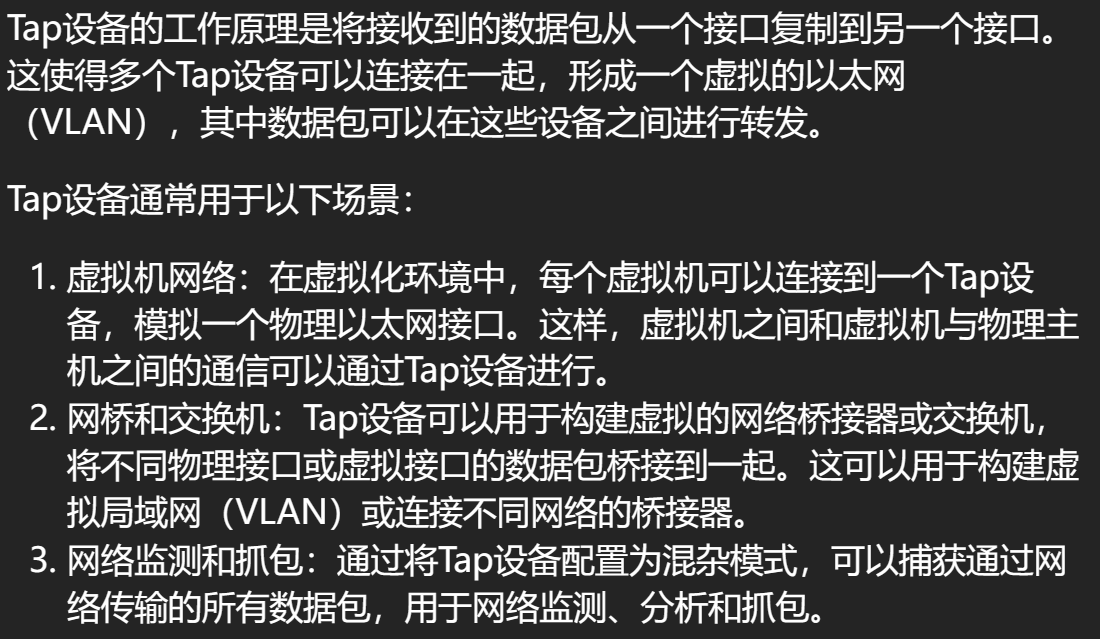 Tap设备的工作原理是将接收到的数据包从一个接口复制到另一个接口。
这使得多个Tap设备可以连接在一起，形成一个虚拟的以太网
（VLAN），其中数据包可以在这些设备之间进行转发。
Tap设备通常用于以下场景：
1. 虚拟机网络：在虚拟化环境中，每个虚拟机可以连接到一个Tap设
备，模拟一个物理以太网接口。这样，虚拟机之间和虚拟机与物理主
机之间的通信可以通过Tap设备进行。
2. 网桥和交换机：Tap设备可以用于构建虚拟的网络桥接器或交换机，
将不同物理接口或虚拟接口的数据包桥接到一起。这可以用于构建虚
拟局域网（VLAN）或连接不同网络的桥接器。
3. 网络监测和抓包：通过将Tap设备配置为混杂模式，可以捕获通过网
络传输的所有数据包，用于网络监测、分析和抓包。